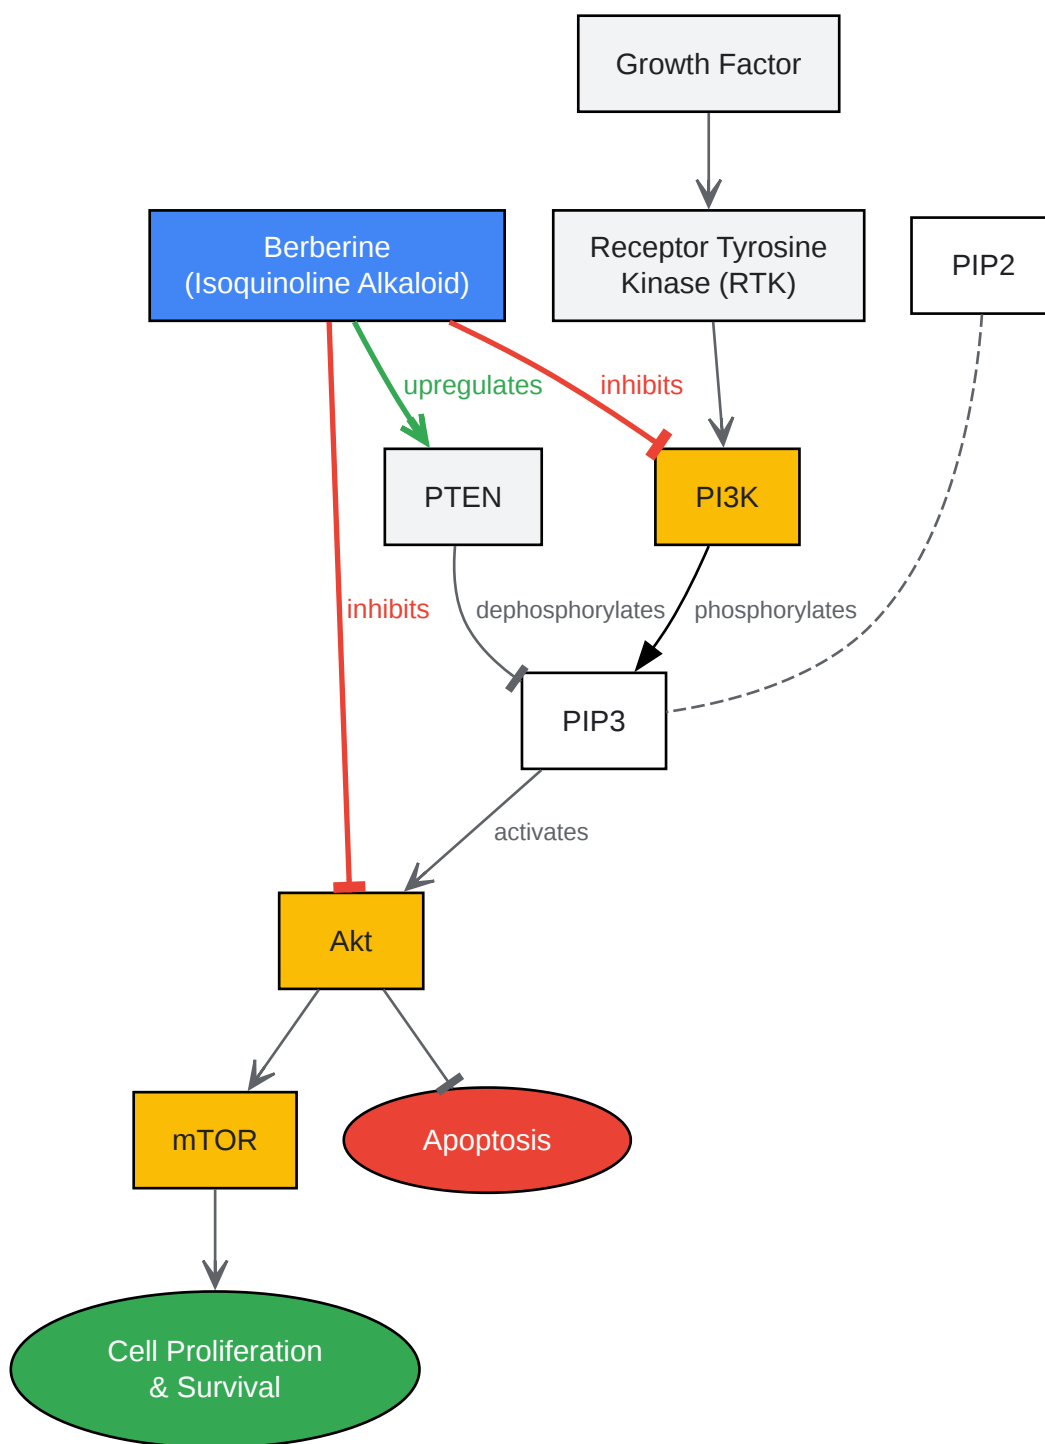 Growth Factor
Berberine
(Isoquinoline Alkaloid)
Receptor Tyrosine
Kinase (RTK)
PIP2
upregulates
inhibits
PTEN
PI3K
inhibits
dephosphorylates
phosphorylates
PIP3
activates
Akt
mTOR
Apoptosis
Cell Proliferation
& Survival